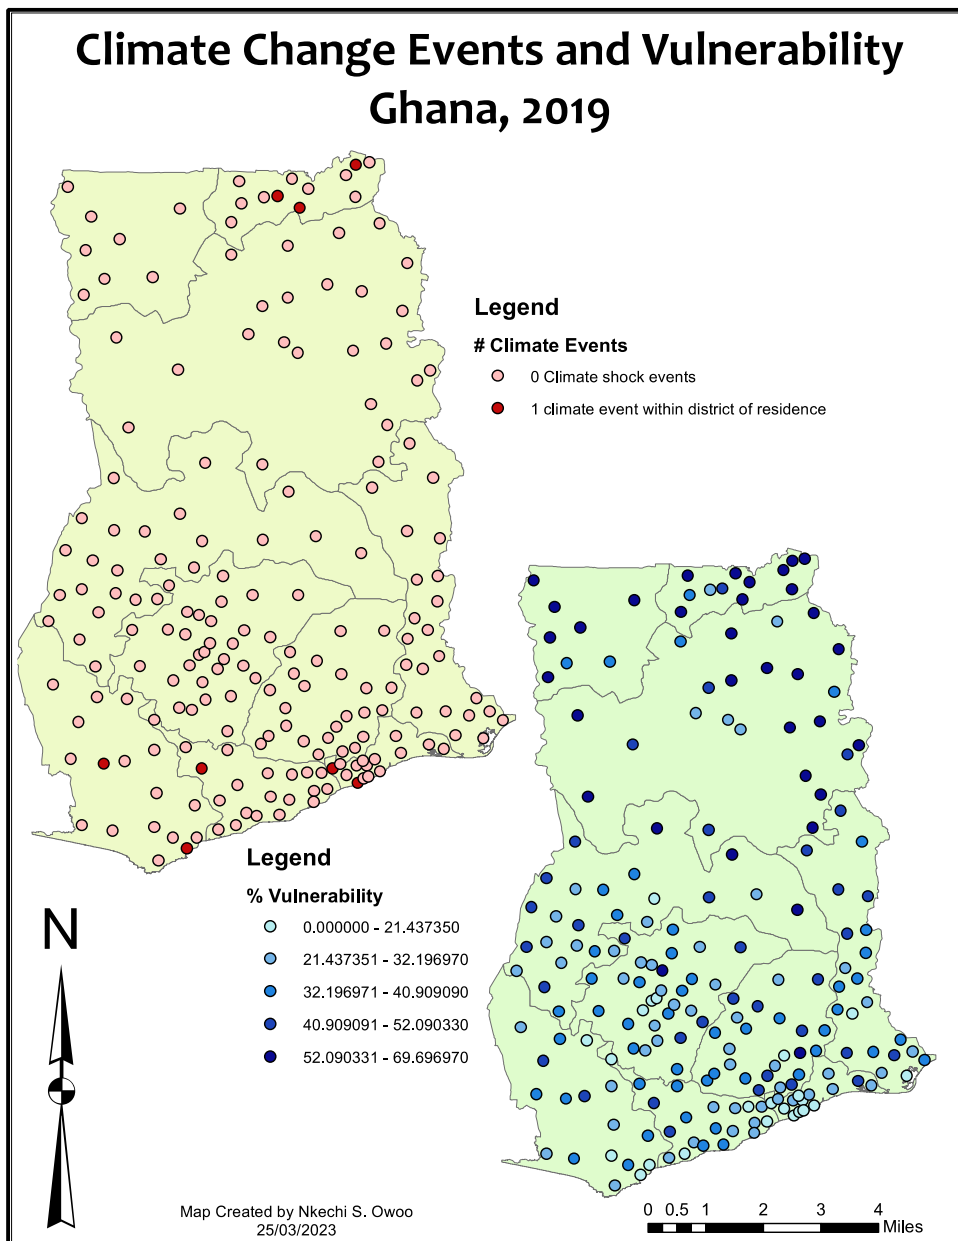 Climate Change Events and Vulnerability
Ghana, 2019
Legend
# Climate Events
0 Climate shock events
1 climate event within district of residence
Legend
% Vulnerability
0.000000 - 21.437350
21.437351 - 32.196970
32.196971 - 40.909090
40.909091 - 52.090330
52.090331 - 69.696970
N
Map Created by Nkechi S. Owoo
25/03/2023
0 0.5 1 2 3 4
Miles